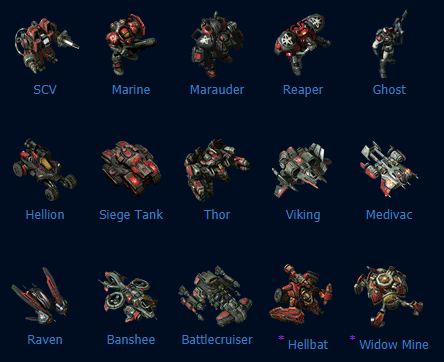 SCV Marine Marauder Reaper Ghost
Hellion Siege Tank Thor Viking Medivac
Raven Banshee Battlecruiser * Hellbat * Widow Mine